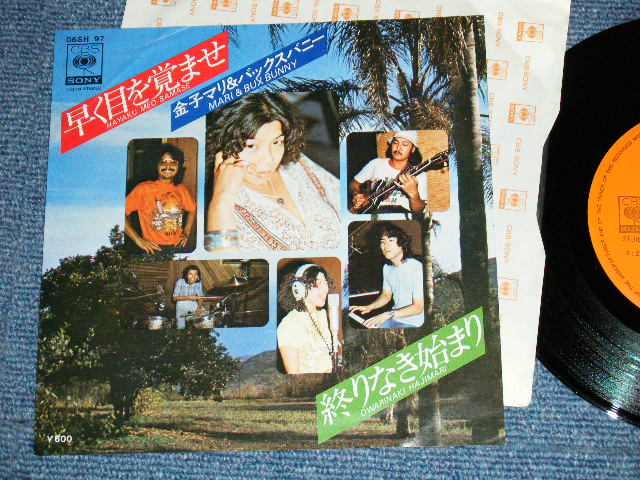 06SH 97
CBS
SONY
早く目を覚ませ
HAYAKU MEO SAMASE
金子マリ&バックスバニー
MARI & BUX BUNNY
終りなき始まり
OWARINAKI HAJIMARI
¥600
CBS SONY
CBS
STEREO